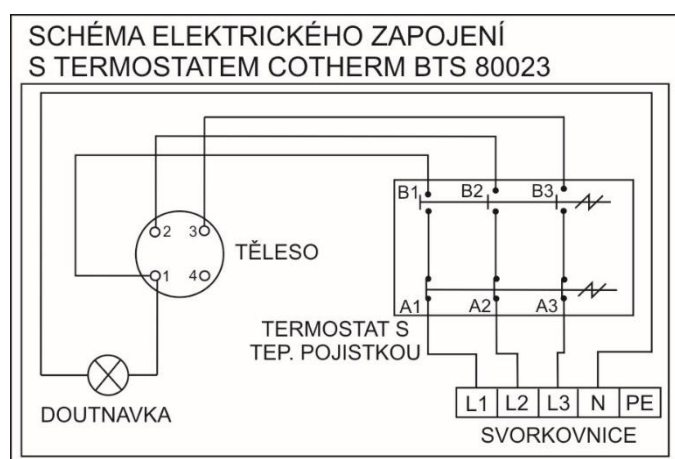 SCHÉMA ELEKTRICKÉHO ZAPOJENÍ
S TERMOSTATEM COTHERM BTS 80023
B1 B2 B3
2 3
TĚLESO
1 4
A1 A2 A3
TERMOSTAT S
TEP. POJISTKOU
DOUTNAVKA
L1 L2 L3 N PE
SVORKOVNICE